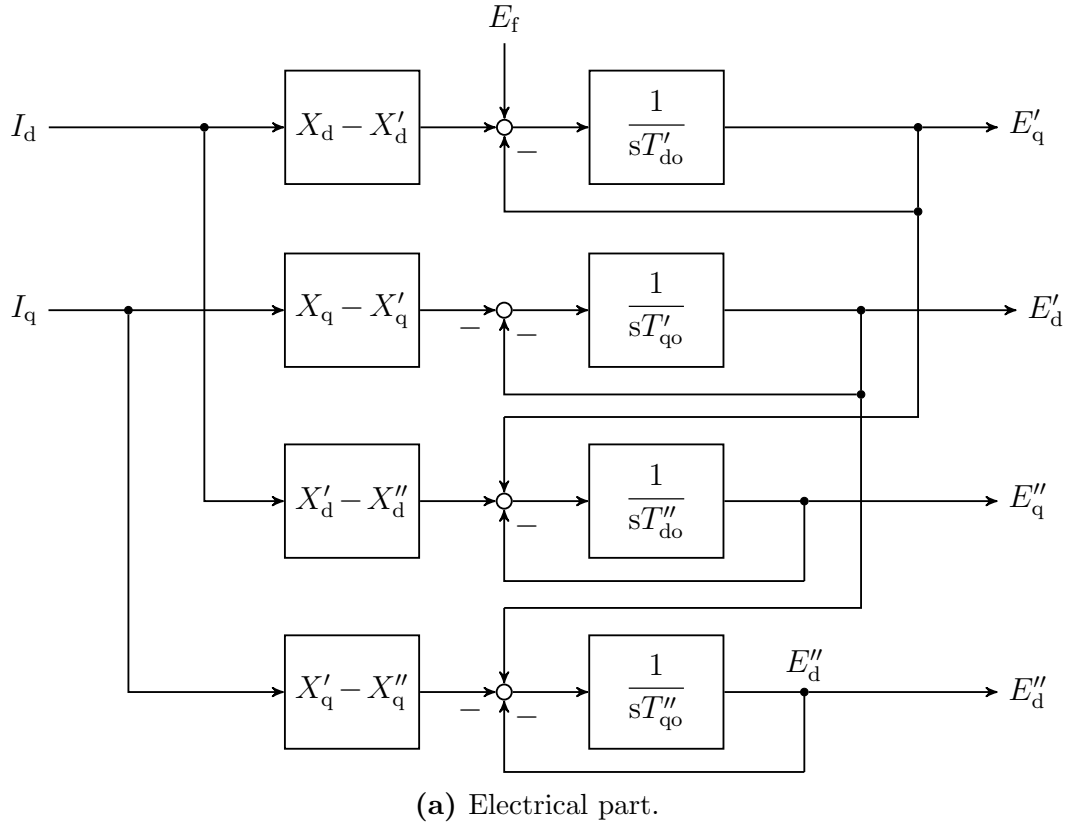 E_f
I_d
X_d − X′_d
−
1
sT′_do
E′_q
I_q
X_q − X′_q
−
−
1
sT′_qo
E′_d
X′_d − X″_d
−
1
sT″_do
E″_q
X′_q − X″_q
−
−
1
sT″_qo
E″_d
E″_d
(a) Electrical part.